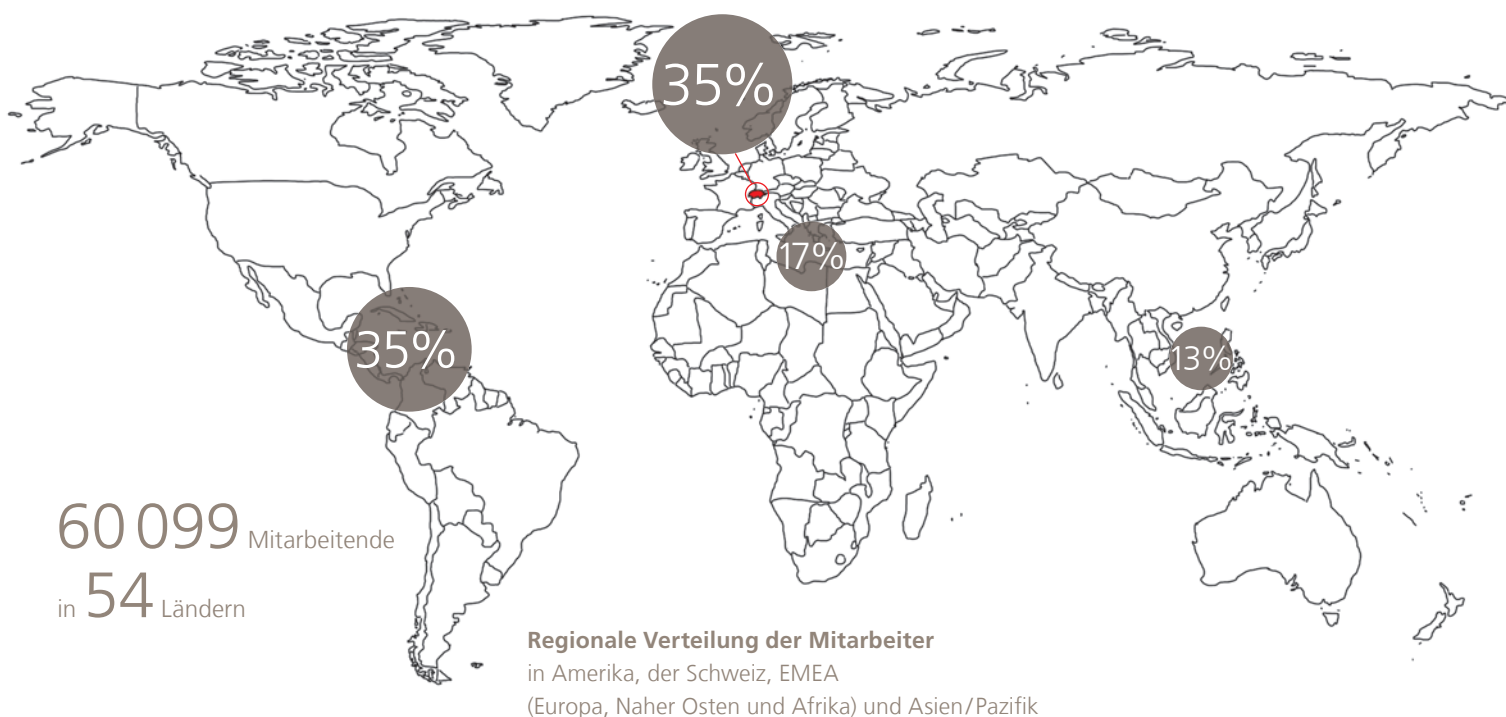 35%
17%
35%
13%
60 099 Mitarbeitende
in 54 Ländern
Regionale Verteilung der Mitarbeiter
in Amerika, der Schweiz, EMEA
(Europa, Naher Osten und Afrika) und Asien/Pazifik